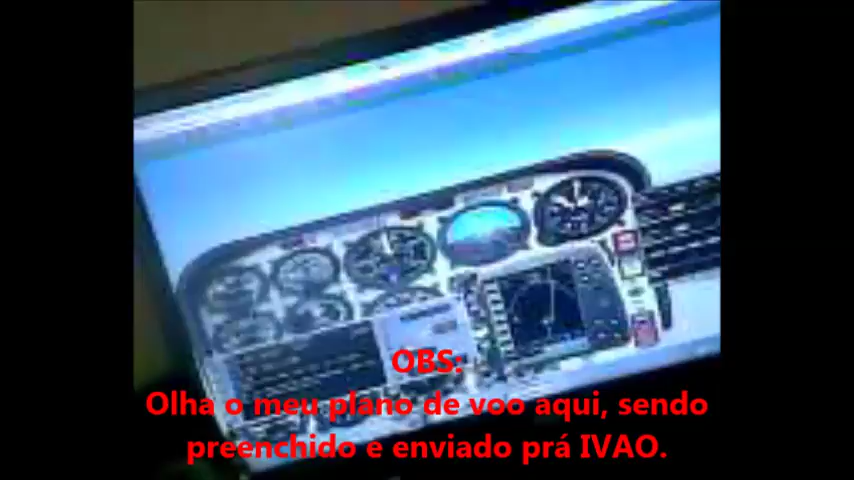 OBS:
Olha o meu plano de voo aqui, sendo
preenchido e enviado prá IVAO.